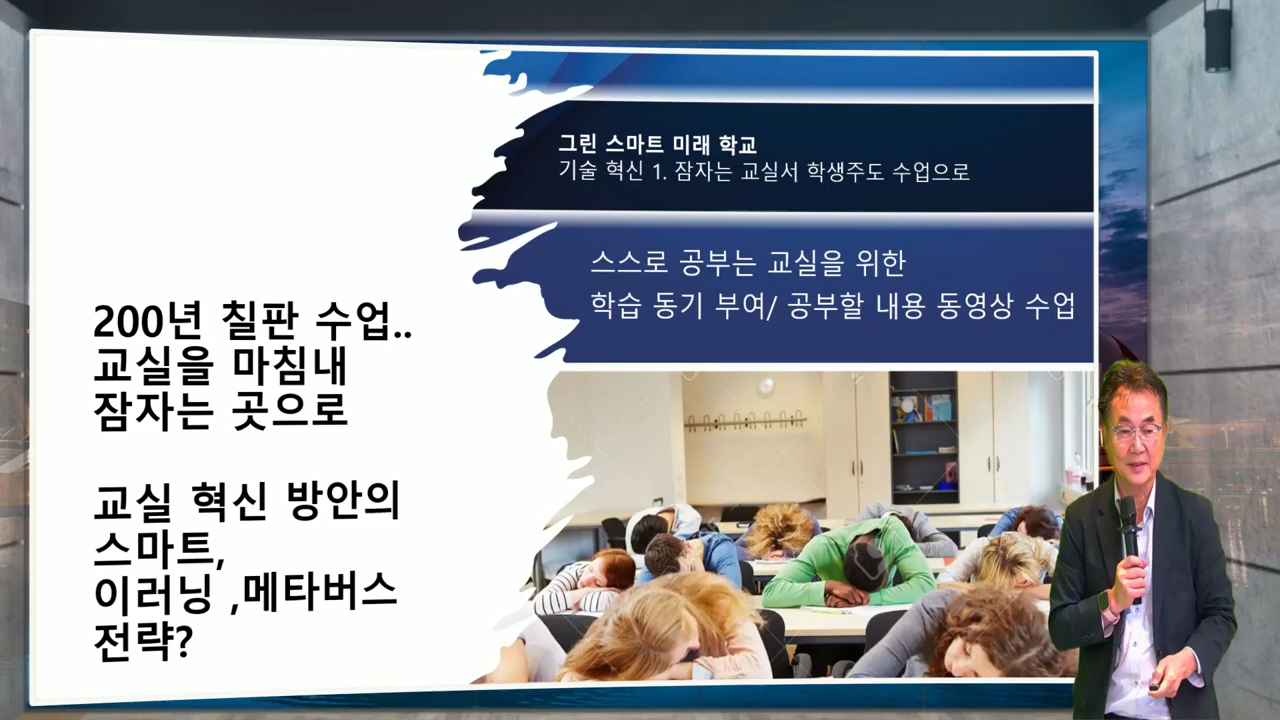 그린 스마트 미래 학교
기술 혁신 1. 잠자는 교실서 학생주도 수업으로
스스로 공부는 교실을 위한
학습 동기 부여/ 공부할 내용 동영상 수업
200년 칠판 수업..
교실을 마침내
잠자는 곳으로
교실 혁신 방안의
스마트,
이러닝 ,메타버스
전략?